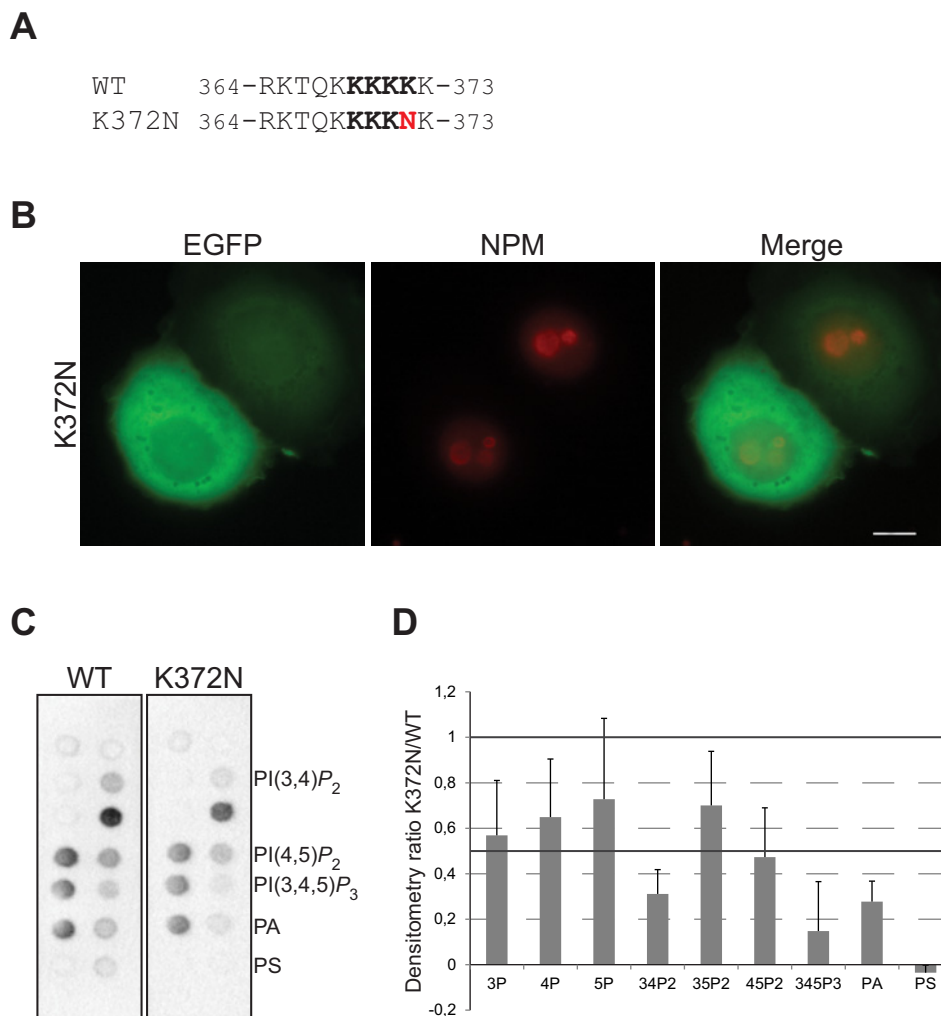 A
WT 364-RKTQKKKKKK-373
K372N 364-RKTQKKKKNK-373
B
EGFP NPM Merge
K372N
C
WT K372N
PI(3,4)P2
PI(4,5)P2
PI(3,4,5)P3
PA
PS
D
Densitometry ratio K372N/WT
1,2
1
0,8
0,6
0,4
0,2
0
-0,2
3P 4P 5P 34P2 35P2 45P2 345P3 PA PS